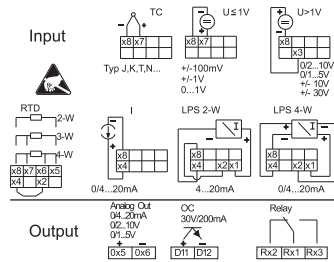 Input
TC
- +
x8 x7
Typ J,K,T,N...
U≤1V
- +
x8 x7
+/-100mV
+/-1V
0...1V
U>1V
- +
x8
x3
0/2...10V
0/1...5V
+/- 10V
+/- 30V
RTD
2-W
3-W
4-W
x8 x7 x6 x5
x4 x2
I
- +
x8
x4
0/4...20mA
LPS 2-W
- +
I
x8
x4 x2 x1
4...20mA
LPS 4-W
+ - - +
I
x8
x4 x2 x1
0/4...20mA
Output
Analog Out
0/4..20mA
0/2...10V
0/1..5V
+ -
0x5 0x6
OC
30V/200mA
+ -
D11 D12
Relay
Rx2 Rx1 Rx3